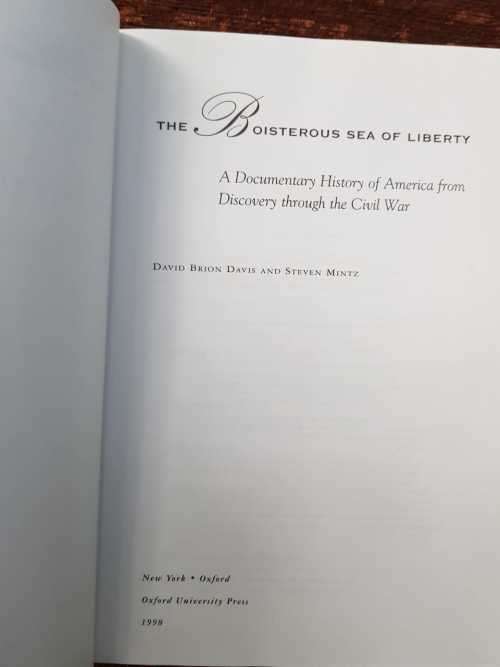 THE BOISTEROUS SEA OF LIBERTY
A Documentary History of America from
Discovery through the Civil War
DAVID BRION DAVIS AND STEVEN MINTZ
New York • Oxford
Oxford University Press
1998